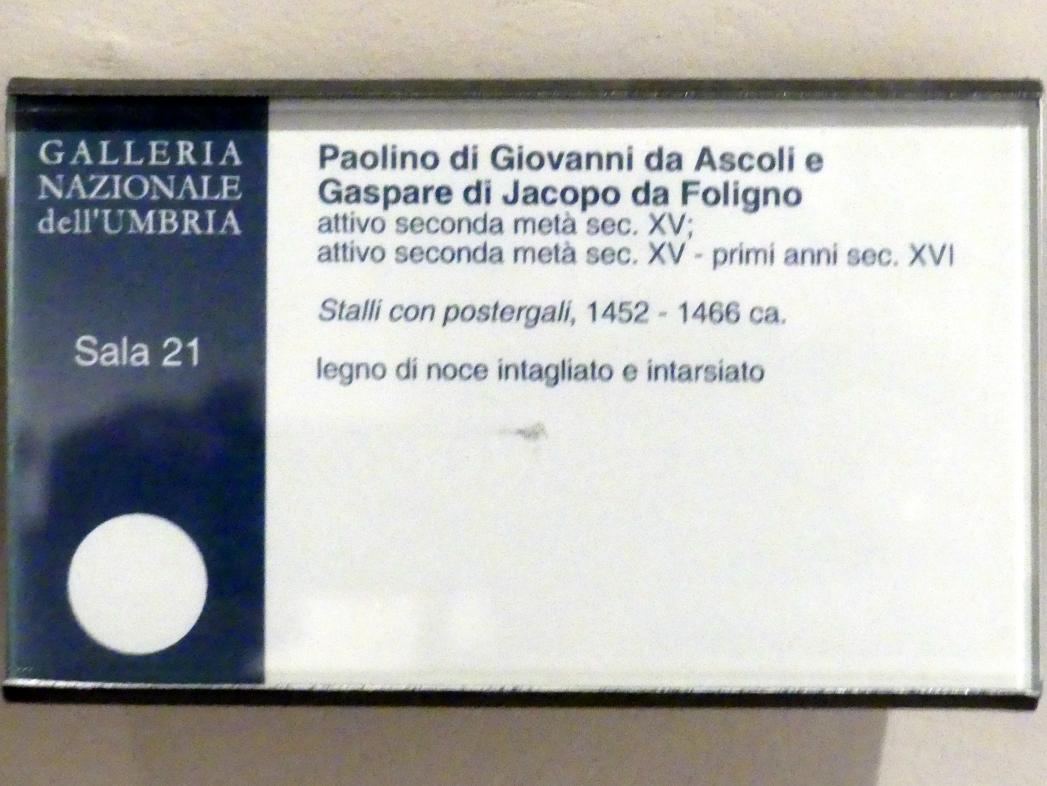 GALLERIA
NAZIONALE
dell'UMBRIA
Sala 21
Paolino di Giovanni da Ascoli e
Gaspare di Jacopo da Foligno
attivo seconda metà sec. XV;
attivo seconda metà sec. XV - primi anni sec. XVI
Stalli con postergali, 1452 - 1466 ca.
legno di noce intagliato e intarsiato